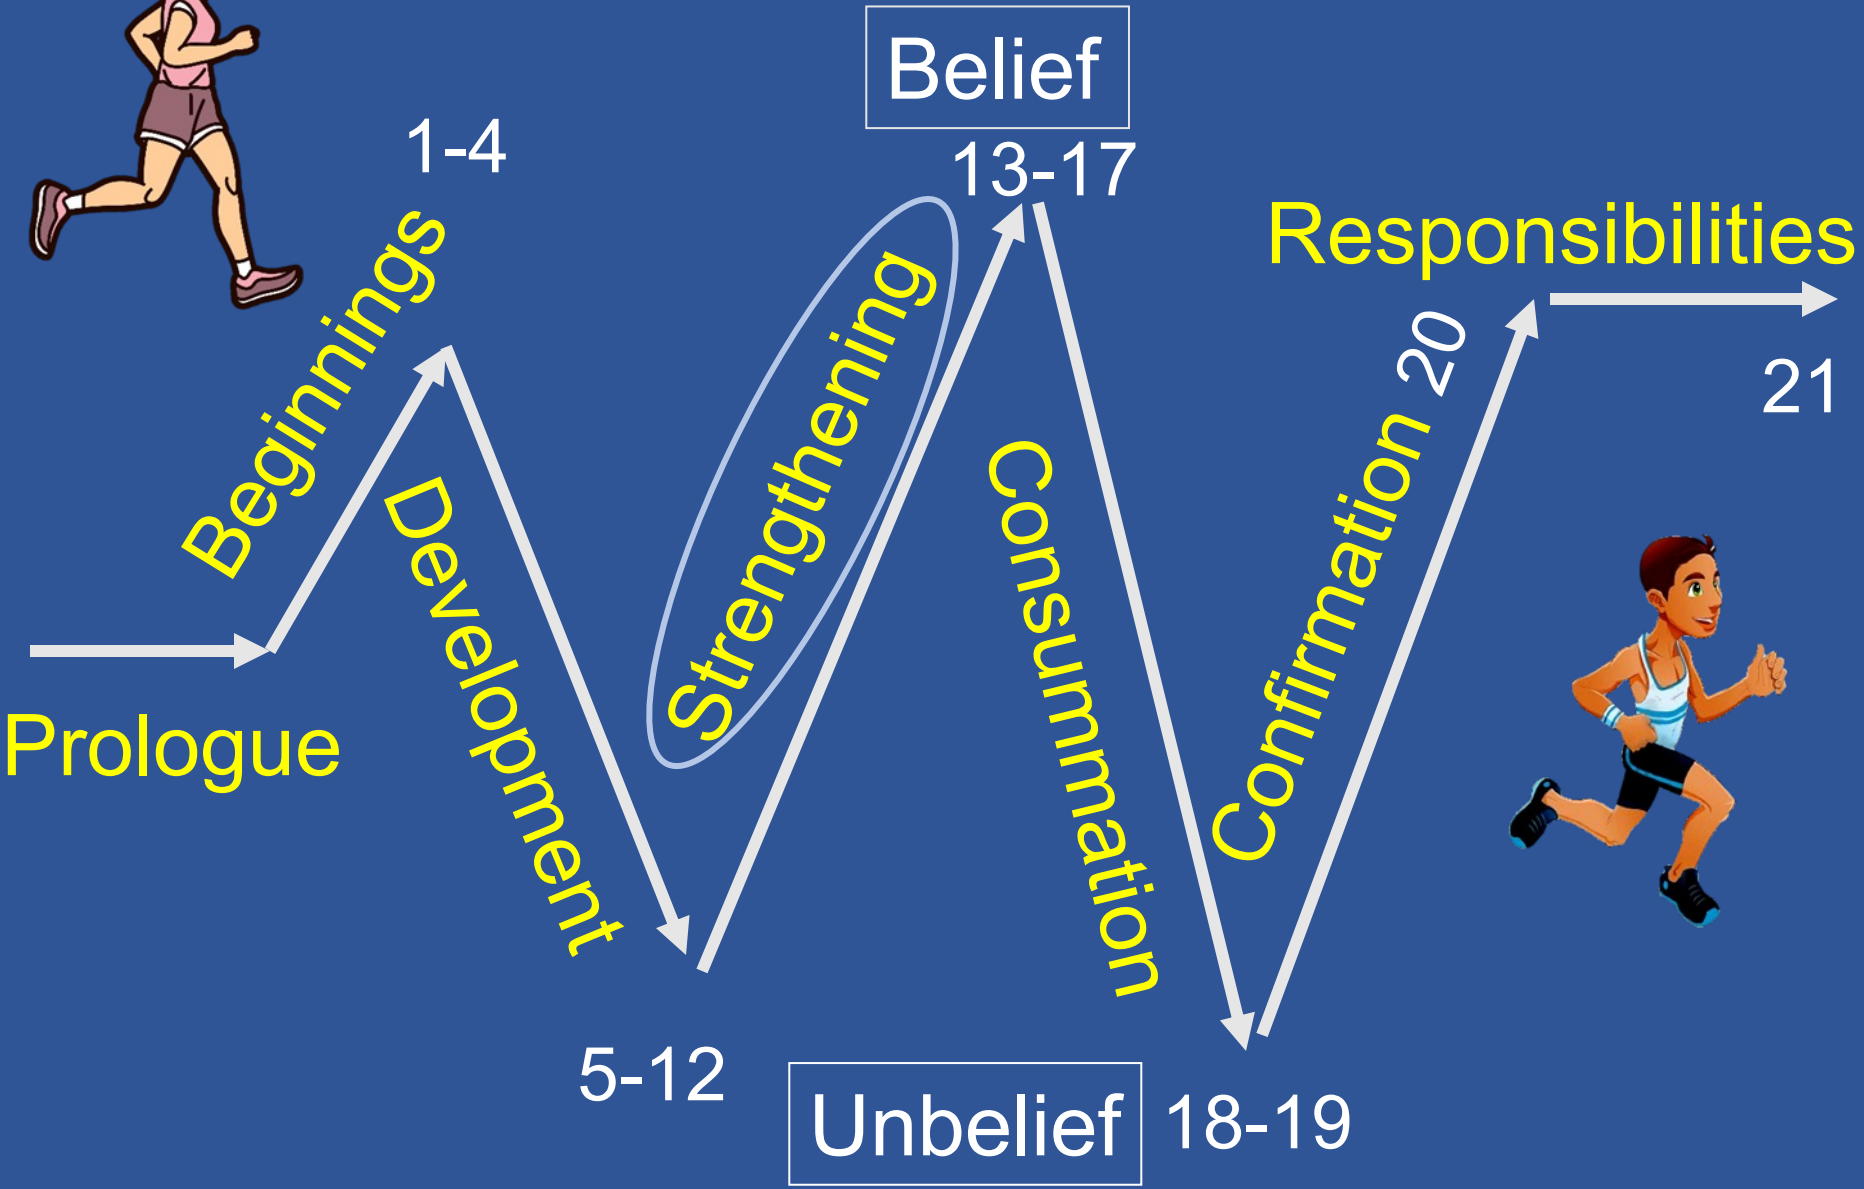 Belief
1-4
13-17
Beginnings
Strengthening
Responsibilities
20
21
Development
Consummation
Confirmation
Prologue
5-12
Unbelief
18-19